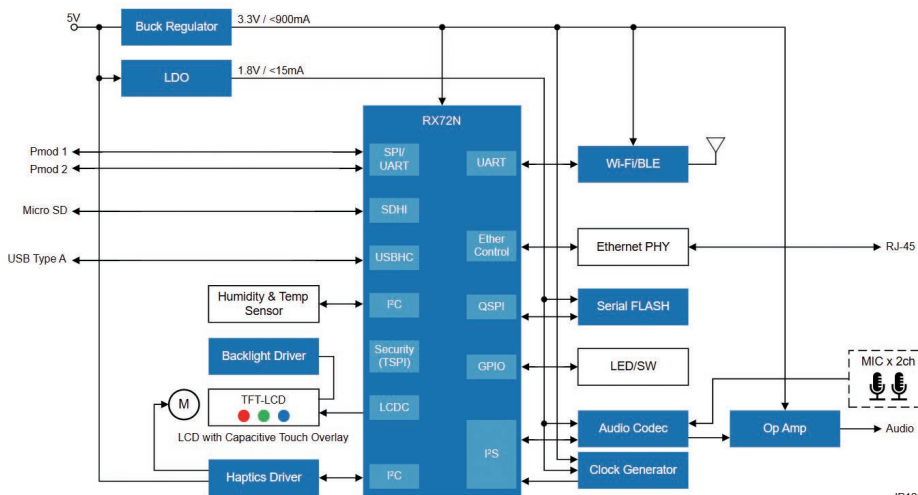 5V
Buck Regulator
3.3V / <900mA
LDO
1.8V / <15mA
RX72N
Pmod 1
Pmod 2
SPI/
UART
UART
Wi-Fi/BLE
Micro SD
SDHI
Ether
Control
Ethernet PHY
RJ-45
USB Type A
USBHC
Humidity & Temp
Sensor
I²C
QSPI
Serial FLASH
Backlight Driver
Security
(TSPI)
GPIO
LED/SW
MIC x 2ch
M
TFT-LCD
LCD with Capacitive Touch Overlay
LCDC
I²S
Audio Codec
Op Amp
Audio
Haptics Driver
I²C
Clock Generator